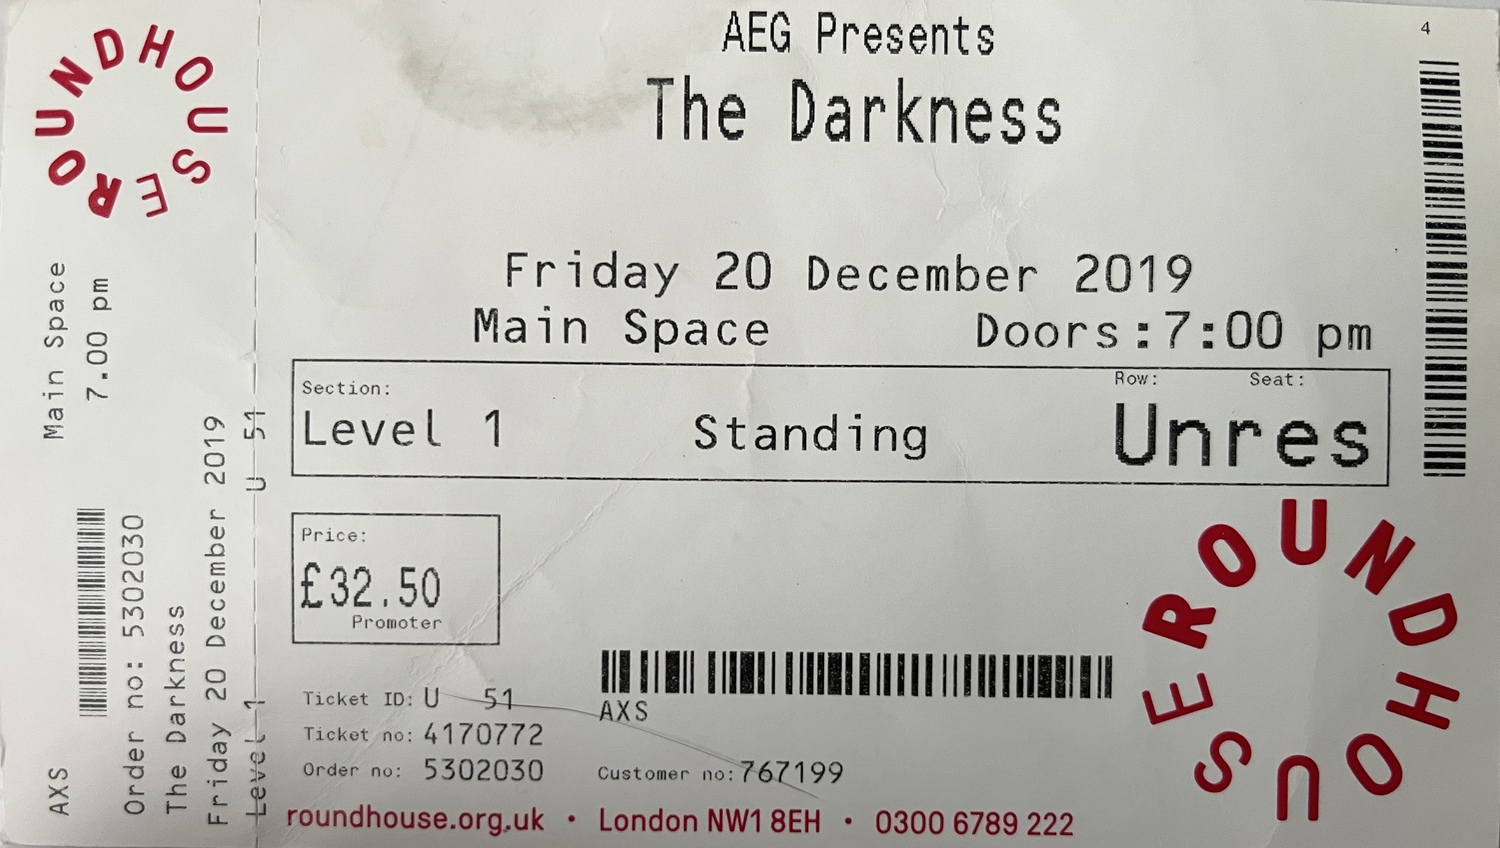 ROUNDHOUSE
Main Space
7.00 pm
AXS
Order no: 5302030
The Darkness
Friday 20 December 2019
Level 1 U 51
4
AEG Presents
The Darkness
Friday 20 December 2019
Main Space Doors:7:00 pm
Section: Row: Seat:
Level 1 Standing Unres
Price:
£32.50
Promoter
Ticket ID: U 51
AXS
Ticket no: 4170772
Order no: 5302030 Customer no: 767199
roundhouse.org.uk • London NW1 8EH • 0300 6789 222
ROUNDHOUSE